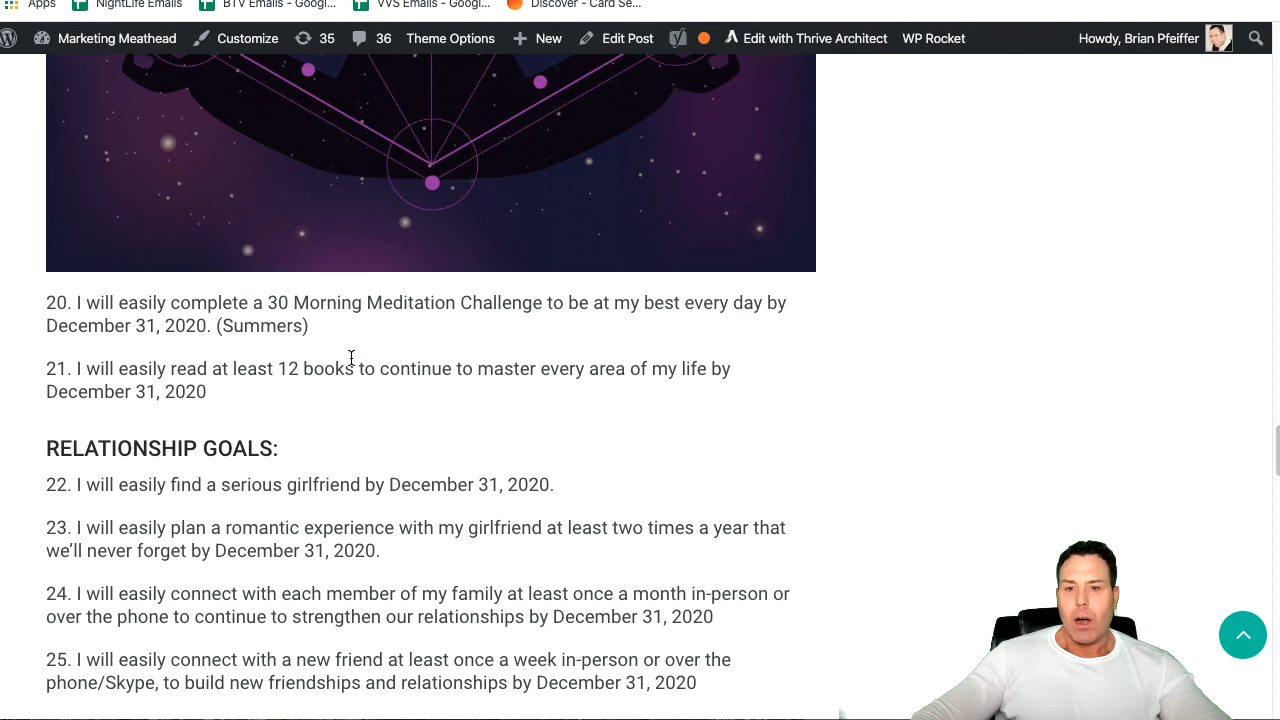 Apps NightLife Emails BTV Emails - Googl... VVS Emails - Googl... Discover - Card Se...
Marketing Meathead Customize 35 36 Theme Options New Edit Post Edit with Thrive Architect WP Rocket Howdy, Brian Pfeiffer
20. I will easily complete a 30 Morning Meditation Challenge to be at my best every day by
December 31, 2020. (Summers)
21. I will easily read at least 12 books to continue to master every area of my life by
December 31, 2020
RELATIONSHIP GOALS:
22. I will easily find a serious girlfriend by December 31, 2020.
23. I will easily plan a romantic experience with my girlfriend at least two times a year that
we’ll never forget by December 31, 2020.
24. I will easily connect with each member of my family at least once a month in-person or
over the phone to continue to strengthen our relationships by December 31, 2020
25. I will easily connect with a new friend at least once a week in-person or over the
phone/Skype, to build new friendships and relationships by December 31, 2020